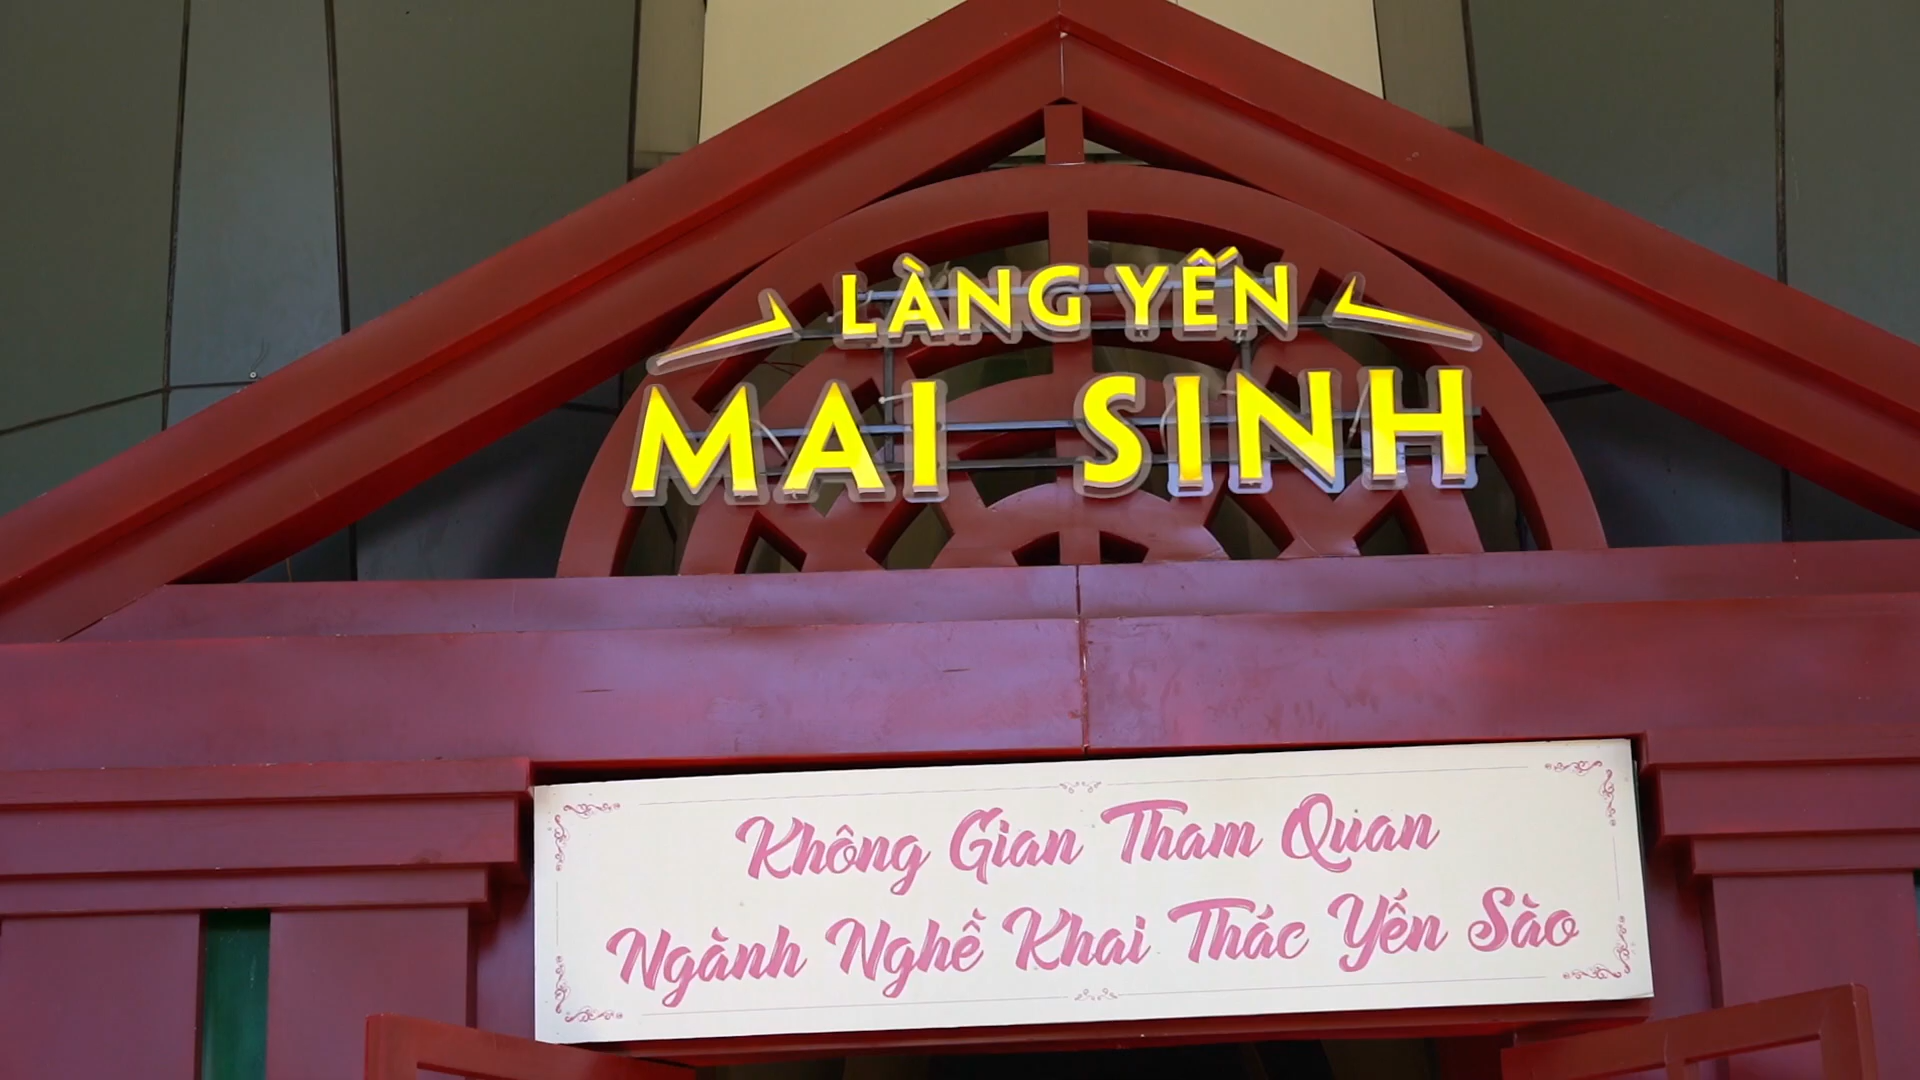 LÀNG YẾN
MAI SINH
Không Gian Tham Quan
Ngành Nghề Khai Thác Yến Sào